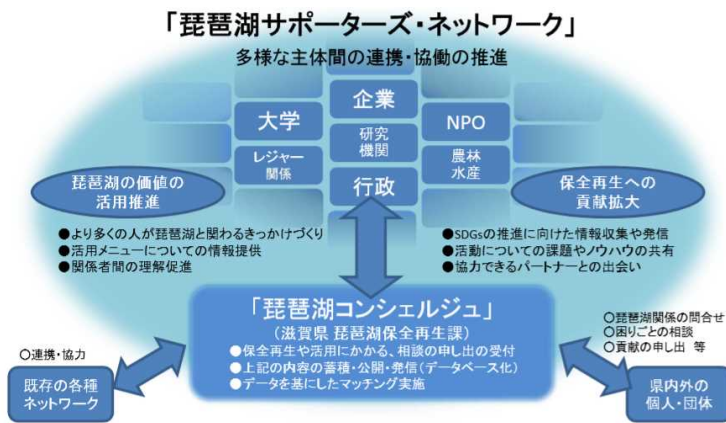 「琵琶湖サポーターズ・ネットワーク」
多様な主体間の連携・協働の推進
企業
大学
NPO
研究
機関
レジャー
関係
農林
水産
行政
琵琶湖の価値の
活用推進
保全再生への
貢献拡大
●より多くの人が琵琶湖と関わるきっかけづくり
●活用メニューについての情報提供
●関係者間の理解促進
●SDGsの推進に向けた情報収集や発信
●活動についての課題やノウハウの共有
●協力できるパートナーとの出会い
「琵琶湖コンシェルジュ」
(滋賀県 琵琶湖保全再生課)
●保全再生や活用にかかる、相談の申し出の受付
●上記の内容の蓄積・公開・発信(データベース化)
●データを基にしたマッチング実施
○連携・協力
既存の各種
ネットワーク
○琵琶湖関係の問合せ
○困りごとの相談
○貢献の申し出 等
県内外の
個人・団体